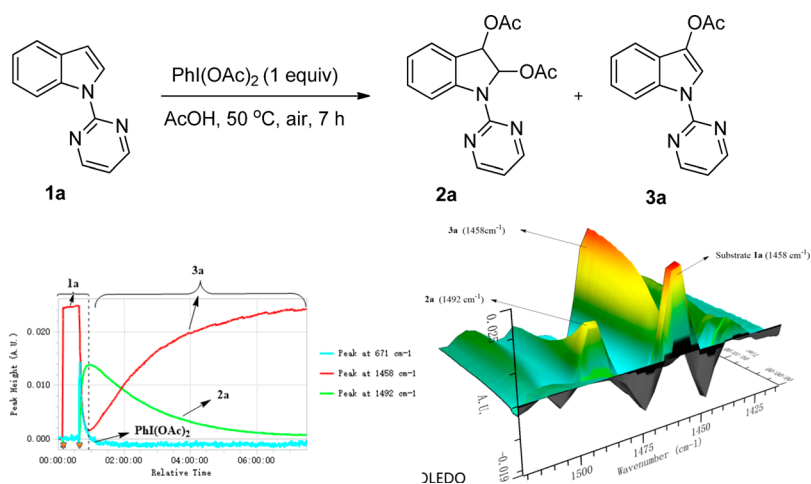 PhI(OAc)2 (1 equiv)
AcOH, 50 ºC, air, 7 h
N
N
N
1a
OAc
OAc
N
N
N
2a
+
OAc
N
N
N
3a
1a
3a
2a
PhI(OAc)2
Peak Height (A.U.)
0.020
0.010
0.000
00:00:00
02:00:00
04:00:00
06:00:00
Relative Time
Peak at 671 cm-1
Peak at 1458 cm-1
Peak at 1492 cm-1
3a (1458cm-1)
Substrate 1a (1458 cm-1)
2a (1492 cm-1)
0.025
A.U.
-0.019
1500
1475
1450
1425
Wavenumber (cm-1)
OLEDO